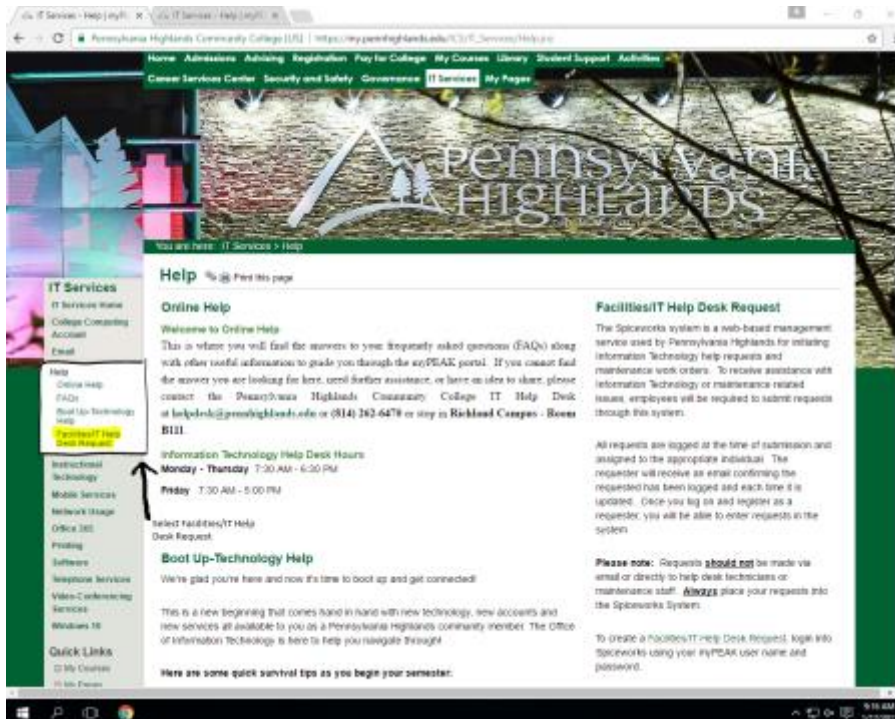 IT Services - Help | myP
IT Services - Help | myP
Pennsylvania Highlands Community College [US] | https://my.pennhighlands.edu/ICS/IT_Services/Help.jnz
Home Admissions Advising Registration Pay for College My Courses Library Student Support Activities
Career Services Center Security and Safety Governance IT Services My Pages
PENNSYLVANIA
HIGHLANDS
You are here: IT Services > Help
IT Services
IT Services Home
College Computing
Account
Email
Help
Online Help
FAQs
Boot Up-Technology
Help
Facilities/IT Help
Desk Request
Instructional
Technology
Mobile Services
Network Usage
Office 365
Printing
Software
Telephone Services
Video-Conferencing
Services
Windows 10
Quick Links
My Courses
Help Print this page
Online Help
Welcome to Online Help
This is where you will find the answers to your frequently asked questions (FAQs) along
with other useful information to guide you through the myPEAK portal. If you cannot find
the answer you are looking for here, need further assistance, or have an idea to share, please
contact the Pennsylvania Highlands Community College IT Help Desk
at helpdesk@pennhighlands.edu or (814) 262-6470 or stop in Richland Campus - Room
B111.
Information Technology Help Desk Hours
Monday - Thursday 7:30 AM - 6:30 PM
Friday 7:30 AM - 5:00 PM
Select Facilities/IT Help
Desk Request
Boot Up-Technology Help
We're glad you're here and now it's time to boot up and get connected!
This is a new beginning that comes hand in hand with new technology, new accounts and
new services all available to you as a Pennsylvania Highlands community member. The Office
of Information Technology is here to help you navigate through!
Here are some quick survival tips as you begin your semester:
Facilities/IT Help Desk Request
The Spiceworks system is a web-based management
service used by Pennsylvania Highlands for initiating
Information Technology help requests and
maintenance work orders. To receive assistance with
Information Technology or maintenance related
issues, employees will be required to submit requests
through this system.
All requests are logged at the time of submission and
assigned to the appropriate individual. The
requester will receive an email confirming the
requested has been logged and each time it is
updated. Once you log on and register as a
requester, you will be able to enter requests in the
system.
Please note: Requests should not be made via
email or directly to help desk technicians or
maintenance staff. Always place your requests into
the Spiceworks System.
To create a Facilities/IT Help Desk Request, login into
Spiceworks using your myPEAK user name and
password.